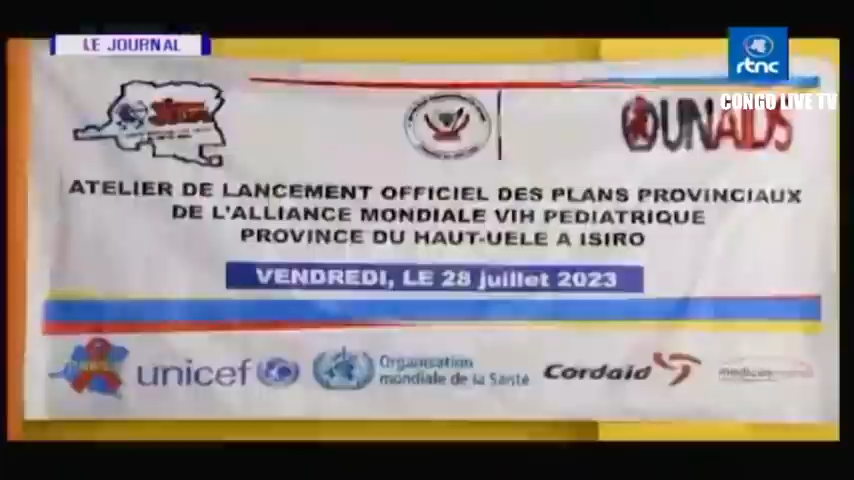 LE JOURNAL
rtnc
CONGO LIVE TV
UNAIDS
ATELIER DE LANCEMENT OFFICIEL DES PLANS PROVINCIAUX
DE L'ALLIANCE MONDIALE VIH PEDIATRIQUE
PROVINCE DU HAUT-UELE A ISIRO
VENDREDI, LE 28 juillet 2023
unicef
Organisation
mondiale de la Santé
Cordaid